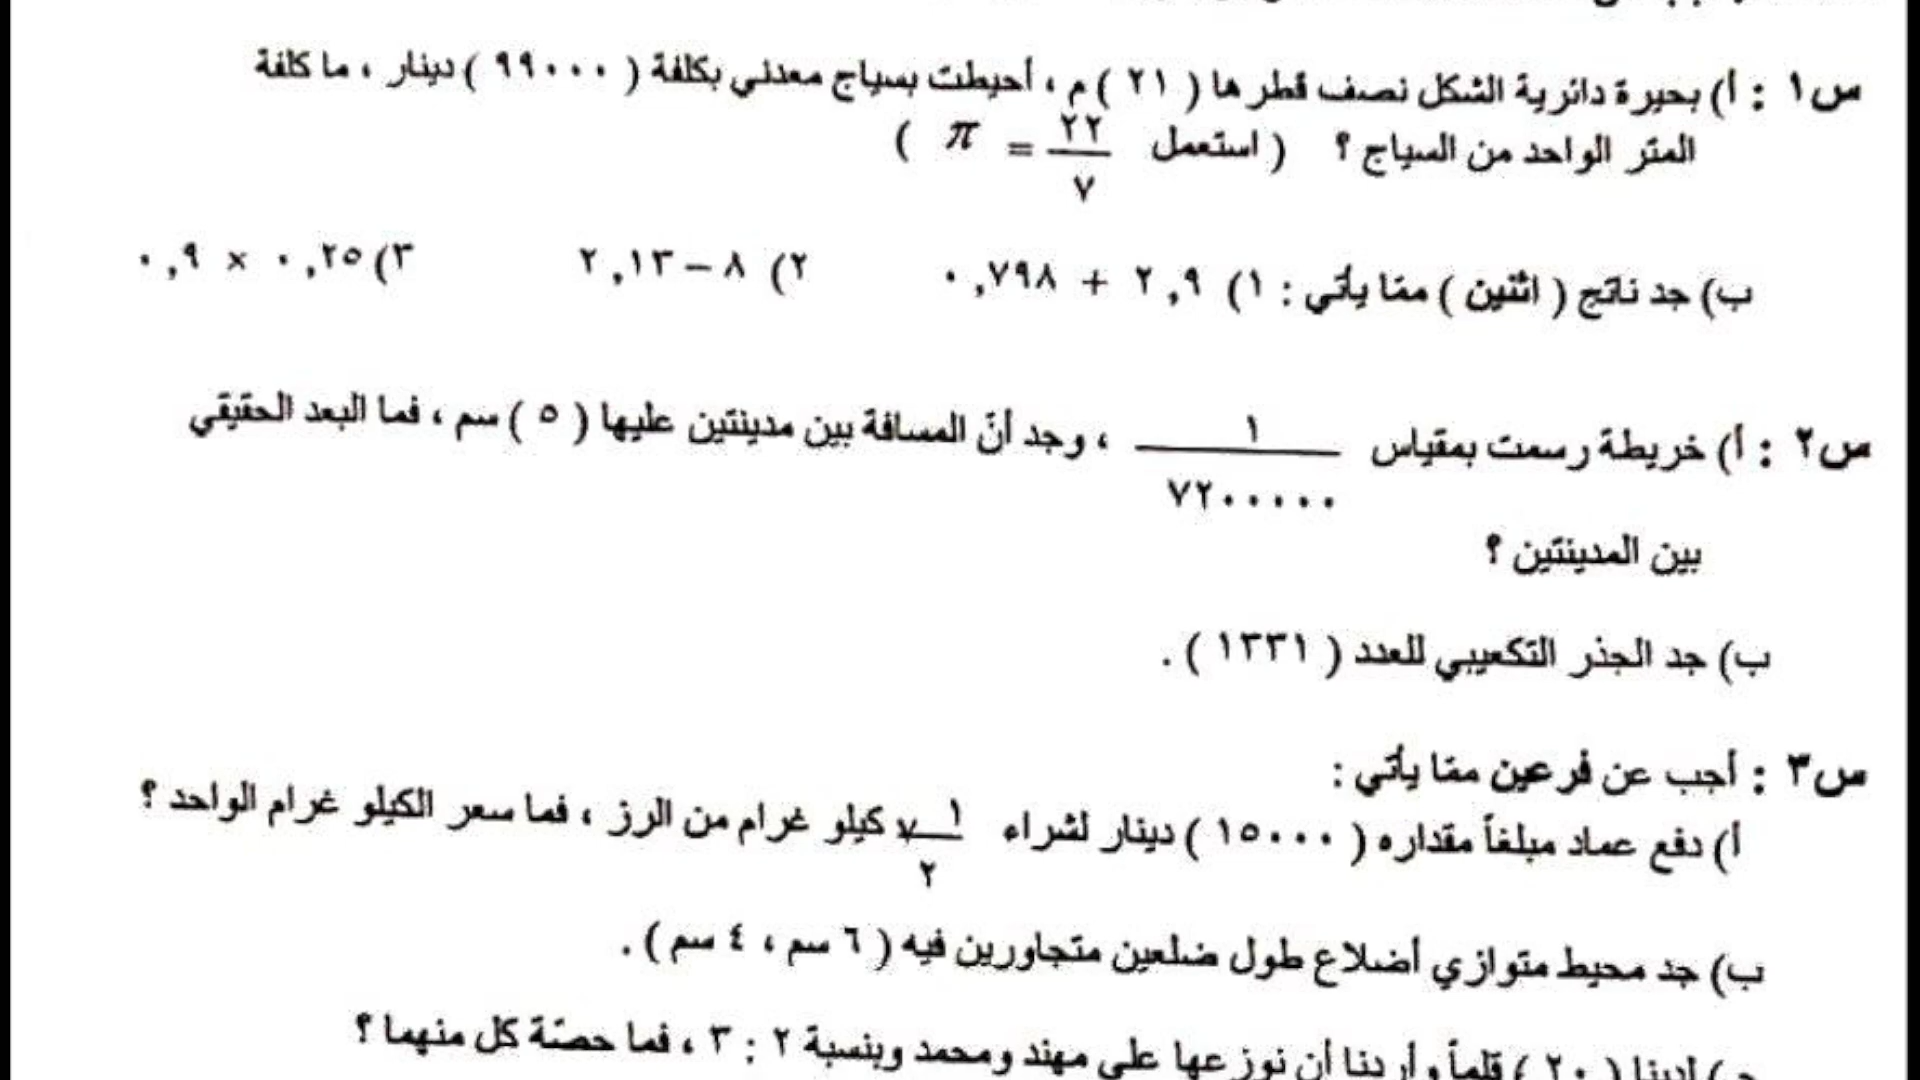 س١ : أ) بحيرة دائرية الشكل نصف قطرها ( ٢١ ) م ، أحيطت بسياج معدني بكلفة ( ٩٩٠٠٠ ) دينار ، ما كلفة
المتر الواحد من السياج ؟ ( استعمل ٢٢/٧ = π )
ب) جد ناتج ( اثنين ) ممّا يأتي : ١) ٢,٩ + ٠,٧٩٨ ٢) ٨ – ٢,١٣ ٣) ٠,٢٥ × ٠,٩
س٢ : أ) خريطة رسمت بمقياس ١/٧٢٠٠٠٠٠ ، وجد أنّ المسافة بين مدينتين عليها ( ٥ ) سم ، فما البعد الحقيقي
بين المدينتين ؟
ب) جد الجذر التكعيبي للعدد ( ١٣٣١ ) .
س٣ : أجب عن فرعين ممّا يأتي :
أ) دفع عماد مبلغاً مقداره ( ١٥٠٠٠ ) دينار لشراء ٧ ١/٢ كيلو غرام من الرز ، فما سعر الكيلو غرام الواحد ؟
ب) جد محيط متوازي أضلاع طول ضلعين متجاورين فيه ( ٦ سم ، ٤ سم ) .
ج) لدينا ( ٢٠ ) قلماً وأردنا أن نوزعها على مهند ومحمد وبنسبة ٢ : ٣ ، فما حصّة كل منهما ؟